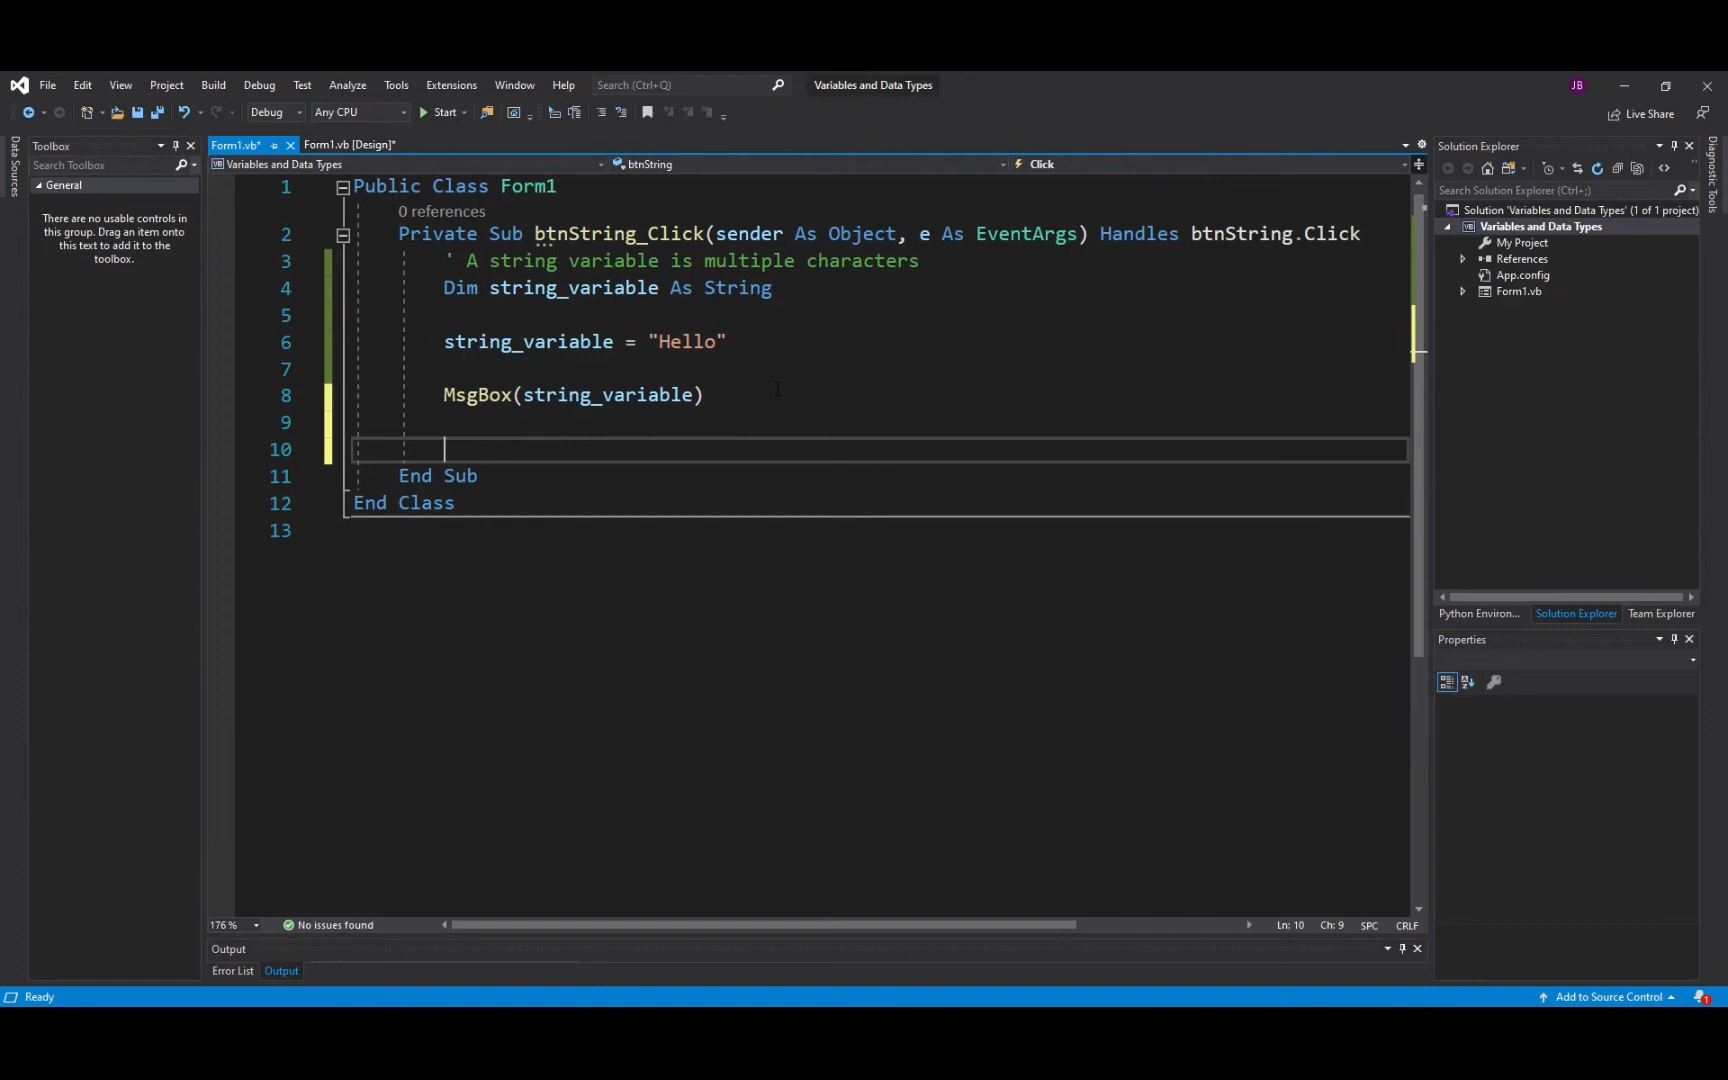 File Edit View Project Build Debug Test Analyze Tools Extensions Window Help Search (Ctrl+Q) Variables and Data Types JB
Debug Any CPU Start Live Share
Data Sources
Toolbox
Search Toolbox
General
There are no usable controls in
this group. Drag an item onto
this text to add it to the
toolbox.
Form1.vb* Form1.vb [Design]*
Variables and Data Types btnString Click
1 Public Class Form1
0 references
2 Private Sub btnString_Click(sender As Object, e As EventArgs) Handles btnString.Click
3 ' A string variable is multiple characters
4 Dim string_variable As String
5
6 string_variable = "Hello"
7
8 MsgBox(string_variable)
9
10
11 End Sub
12 End Class
13
176 % No issues found Ln: 10 Ch: 9 SPC CRLF
Output
Error List Output
Solution Explorer
Search Solution Explorer (Ctrl+;)
Solution 'Variables and Data Types' (1 of 1 project)
VB Variables and Data Types
My Project
References
App.config
Form1.vb
Python Environ... Solution Explorer Team Explorer
Properties
Diagnostic Tools
Ready Add to Source Control 1